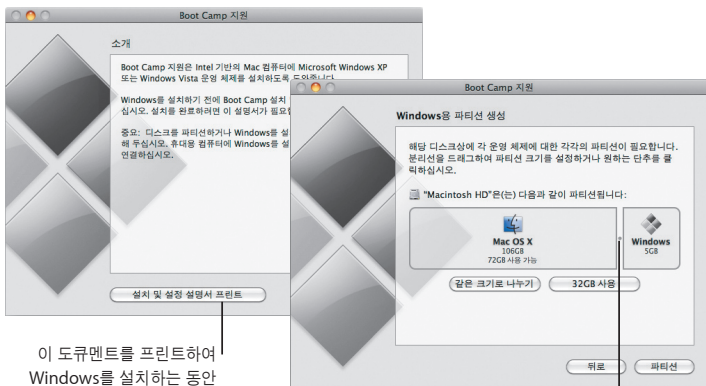 Boot Camp 지원
소개
Boot Camp 지원은 Intel 기반의 Mac 컴퓨터에 Microsoft Windows XP
또는 Windows Vista 운영 체제를 설치하도록 도와줍니다.
Windows를 설치하기 전에 Boot Camp 설치
십시오. 설치를 완료하려면 이 설명서가 필요
중요: 디스크를 파티션하거나 Windows를 설
해 두십시오. 휴대용 컴퓨터에 Windows를 설
연결하십시오.
설치 및 설정 설명서 프린트
이 도큐멘트를 프린트하여
Windows를 설치하는 동안
Boot Camp 지원
Windows용 파티션 생성
해당 디스크상에 각 운영 체제에 대한 각각의 파티션이 필요합니다.
분리선을 드래그하여 파티션 크기를 설정하거나 원하는 단추를 클
릭하십시오.
"Macintosh HD"은(는) 다음과 같이 파티션됩니다:
Mac OS X
106GB
72GB 사용 가능
Windows
5GB
같은 크기로 나누기
32GB 사용
뒤로
파티션